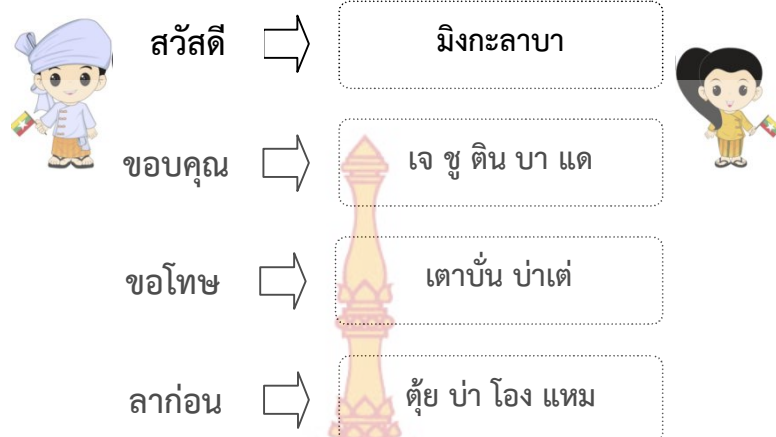 สวัสดี มิงกะลาบา
ขอบคุณ เจ ชู ติน บา แด
ขอโทษ เตาบั่น บ่าเต่
ลาก่อน ตุ้ย บ่า โอง แหม